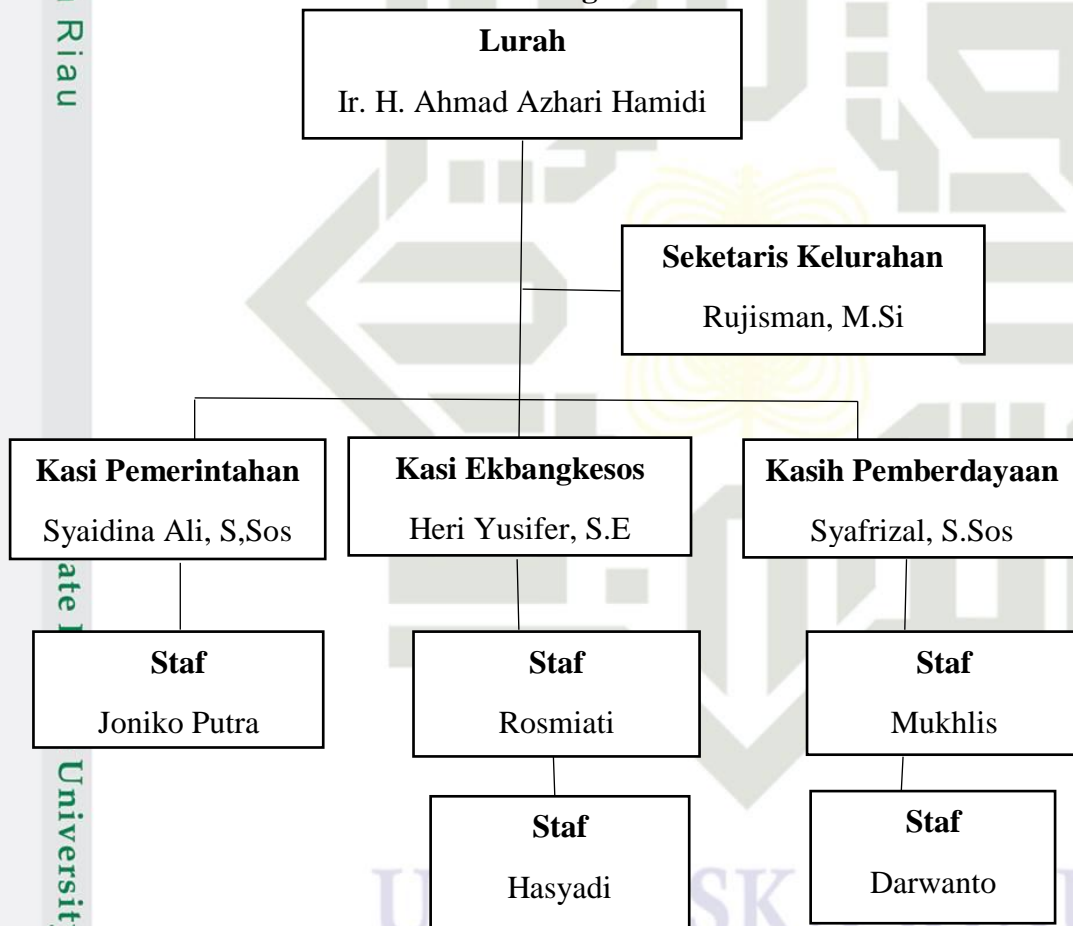 Riau
Lurah
Ir. H. Ahmad Azhari Hamidi
Seketaris Kelurahan
Rujisman, M.Si
Kasi Pemerintahan
Syaidina Ali, S,Sos
Kasi Ekbangkesos
Heri Yusifer, S.E
Kasih Pemberdayaan
Syafrizal, S.Sos
Staf
Joniko Putra
Staf
Rosmiati
Staf
Mukhlis
Staf
Hasyadi
Staf
Darwanto